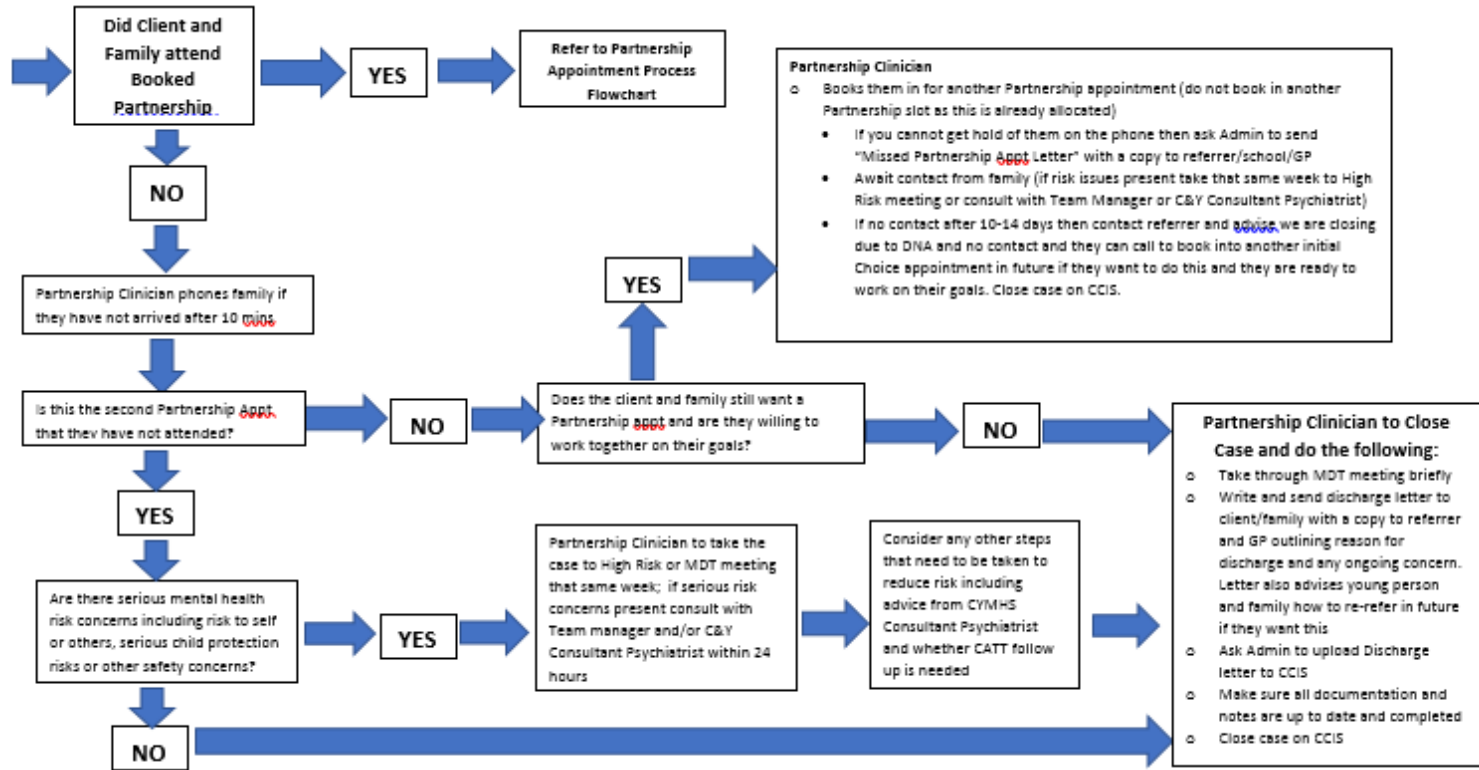 Did Client and
Family attend
Booked
Partnership
YES
Refer to Partnership
Appointment Process
Flowchart
Partnership Clinician
o Books them in for another Partnership appointment (do not book in another
Partnership slot as this is already allocated)
• If you cannot get hold of them on the phone then ask Admin to send
"Missed Partnership Appt Letter" with a copy to referrer/school/GP
• Await contact from family (if risk issues present take that same week to High
Risk meeting or consult with Team Manager or C&Y Consultant Psychiatrist)
• If no contact after 10-14 days then contact referrer and advise we are closing
due to DNA and no contact and they can call to book into another initial
Choice appointment in future if they want to do this and they are ready to
work on their goals. Close case on CCIS.
NO
YES
Partnership Clinician phones family if
they have not arrived after 10 mins
Is this the second Partnership Appt
that they have not attended?
NO
Does the client and family still want a
Partnership appt and are they willing to
work together on their goals?
NO
Partnership Clinician to Close
Case and do the following:
o Take through MDT meeting briefly
o Write and send discharge letter to
client/family with a copy to referrer
and GP outlining reason for
discharge and any ongoing concern.
Letter also advises young person
and family how to re-refer in future
if they want this
o Ask Admin to upload Discharge
letter to CCIS
o Make sure all documentation and
notes are up to date and completed
o Close case on CCIS
YES
Are there serious mental health
risk concerns including risk to self
or others, serious child protection
risks or other safety concerns?
YES
Partnership Clinician to take the
case to High Risk or MDT meeting
that same week; if serious risk
concerns present consult with
Team manager and/or C&Y
Consultant Psychiatrist within 24
hours
Consider any other steps
that need to be taken to
reduce risk including
advice from CYMHS
Consultant Psychiatrist
and whether CATT follow
up is needed
NO